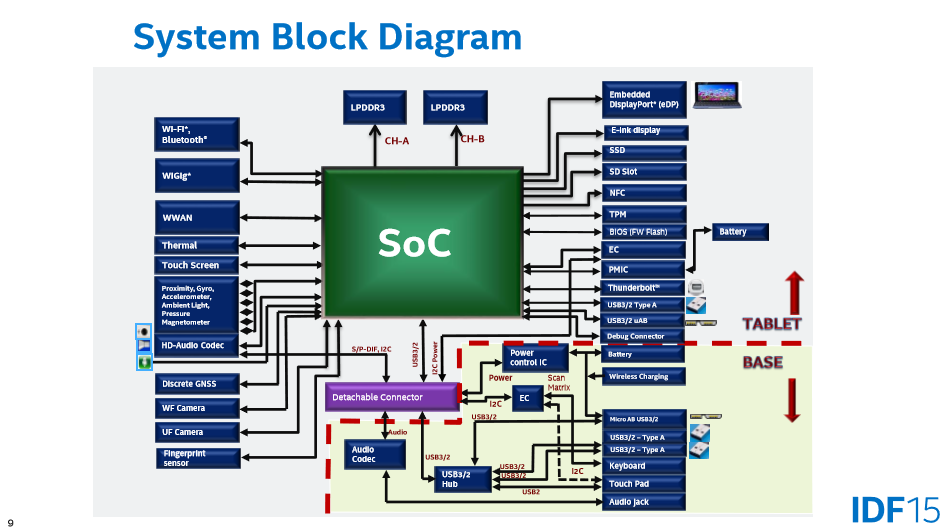 System Block Diagram
LPDDR3
LPDDR3
CH-A
CH-B
Wi-Fi*,
Bluetooth*
WIGig*
WWAN
Thermal
Touch Screen
Proximity, Gyro,
Accelerometer,
Ambient Light,
Pressure
Magnetometer
HD-Audio Codec
Discrete GNSS
WF Camera
UF Camera
Fingerprint
sensor
SoC
Embedded
DisplayPort* (eDP)
E-ink display
SSD
SD Slot
NFC
TPM
BIOS (FW Flash)
EC
PMIC
Battery
Thunderbolt™
USB3/2 Type A
USB3/2 uAB
Debug Connector
TABLET
BASE
S/P-DIF, I2C
USB3/2
I2C Power
Detachable Connector
Power
control IC
Power
I2C
EC
Scan
Matrix
Battery
Wireless Charging
Micro AB USB3/2
USB3/2 – Type A
USB3/2 – Type A
Keyboard
Touch Pad
Audio jack
Audio
Audio
Codec
USB3/2
USB3/2
Hub
USB3/2
USB3/2
USB3/2
USB2
I2C
9
IDF15